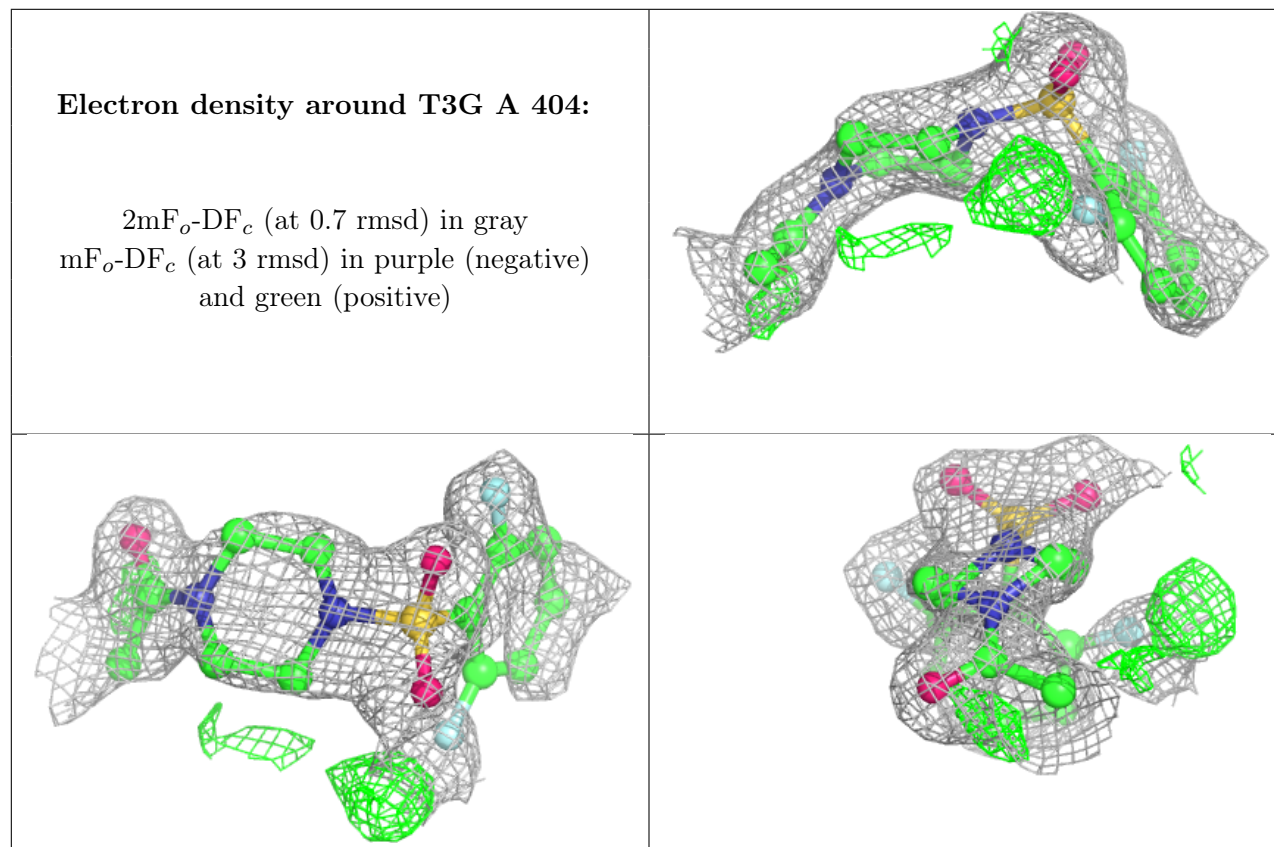 Electron density around T3G A 404:
2mFo-DFc (at 0.7 rmsd) in gray
mFo-DFc (at 3 rmsd) in purple (negative)
and green (positive)